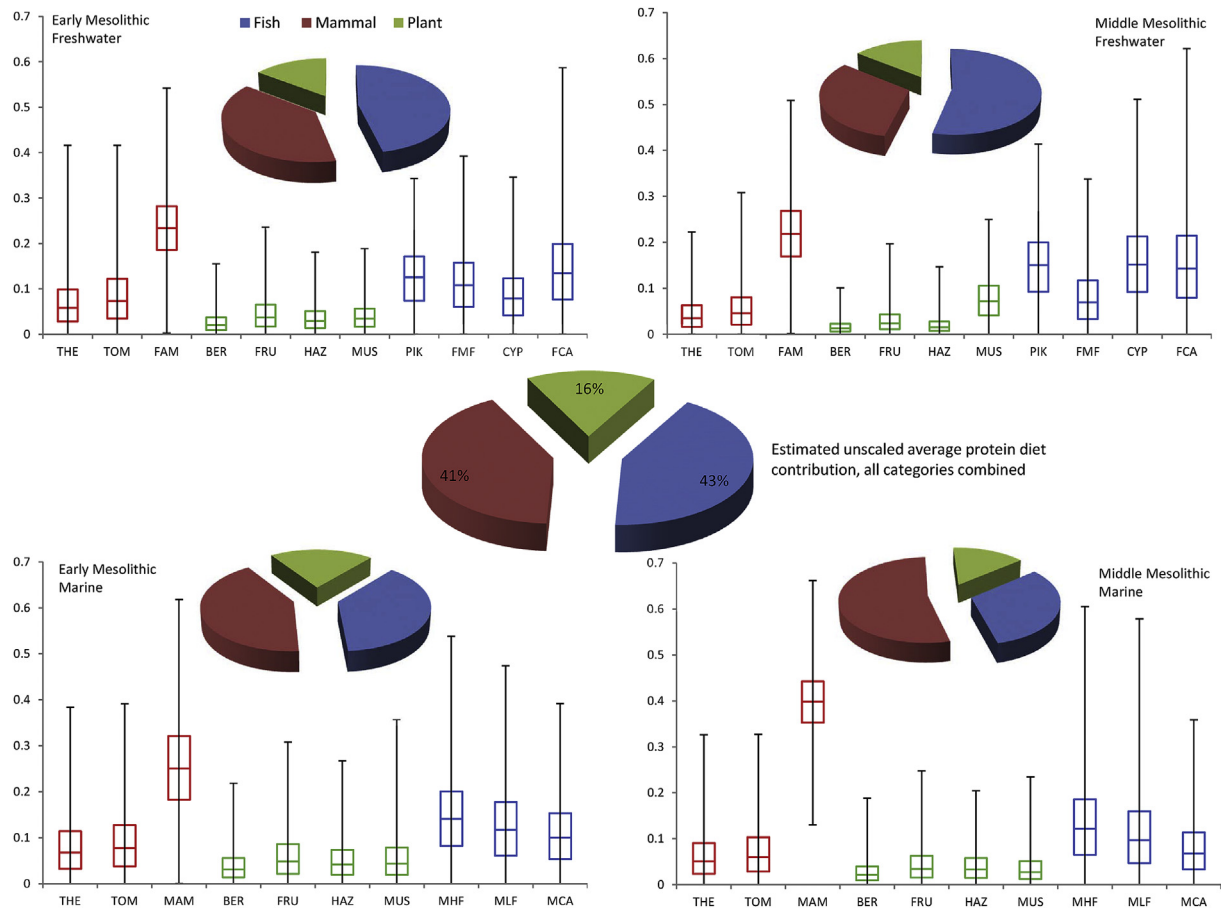 Early Mesolithic
Freshwater
Fish Mammal Plant
0.7
0.6
0.5
0.4
0.3
0.2
0.1
0
THE TOM FAM BER FRU HAZ MUS PIK FMF CYP FCA
Middle Mesolithic
Freshwater
0.7
0.6
0.5
0.4
0.3
0.2
0.1
0
THE TOM FAM BER FRU HAZ MUS PIK FMF CYP FCA
16%
41%
43%
Estimated unscaled average protein diet
contribution, all categories combined
Early Mesolithic
Marine
0.7
0.6
0.5
0.4
0.3
0.2
0.1
0
THE TOM MAM BER FRU HAZ MUS MHF MLF MCA
Middle Mesolithic
Marine
0.7
0.6
0.5
0.4
0.3
0.2
0.1
0
THE TOM MAM BER FRU HAZ MUS MHF MLF MCA